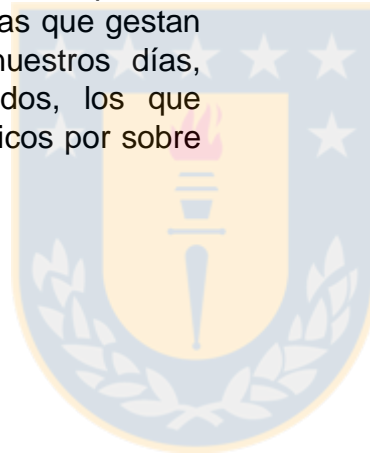 as que gestan
nuestros días,
dos, los que
icos por sobre